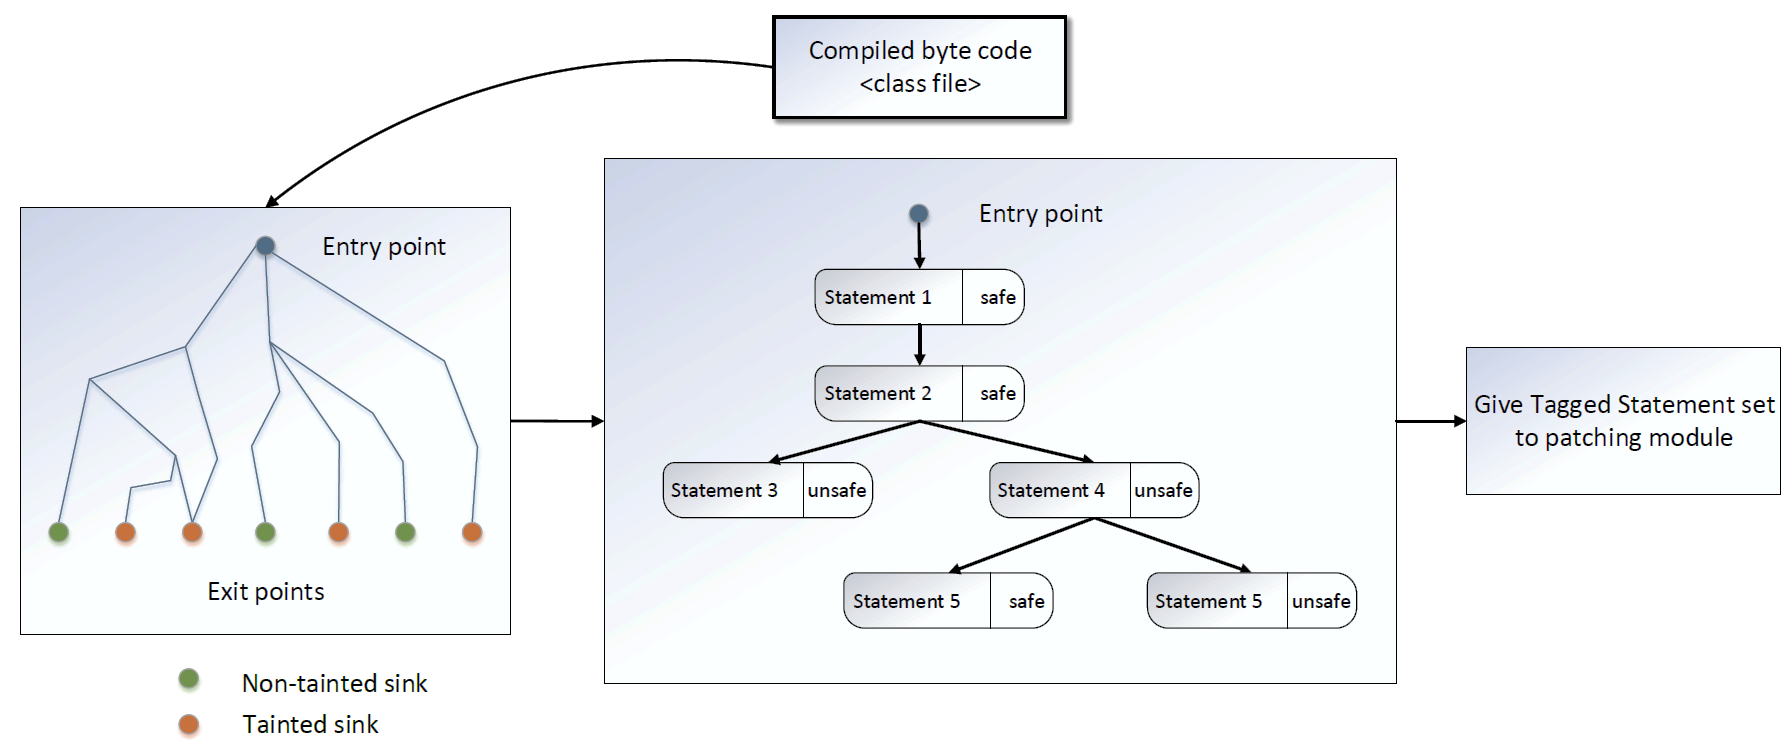 Compiled byte code
<class file>
Entry point
Exit points
Non-tainted sink
Tainted sink
Entry point
Statement 1 safe
Statement 2 safe
Statement 3 unsafe
Statement 4 unsafe
Statement 5 safe
Statement 5 unsafe
Give Tagged Statement set
to patching module